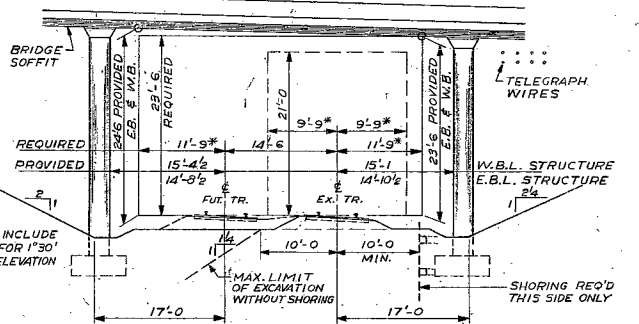 BRIDGE
SOFFIT
24'6 PROVIDED
E.B. & W.B.
23'-6
REQUIRED
21'-0
23'-6 PROVIDED
E.B. & W.B.
TELEGRAPH
WIRES
9'-9* 9'-9*
REQUIRED 11'-9* 14'-6 11'-9*
PROVIDED 15'-4½ 15'-1 W.B.L. STRUCTURE
14'-8½ 14'-10½ E.B.L. STRUCTURE
℄ ℄
FUT. TR. EX. TR.
2 1
2¼ 1
INCLUDE
FOR 1°30'
ELEVATION
1¼ 1
10'-0 10'-0
MIN.
MAX. LIMIT
OF EXCAVATION
WITHOUT SHORING
SHORING REQ'D
THIS SIDE ONLY
17'-0 17'-0